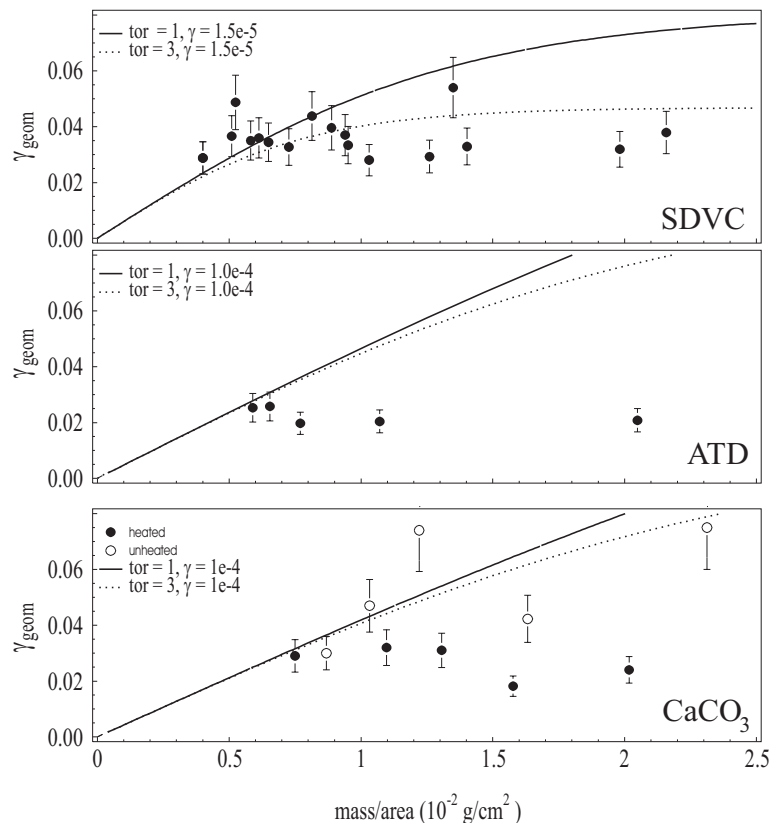 tor = 1, γ = 1.5e-5
tor = 3, γ = 1.5e-5
0.06
0.04
0.02
0.00
γgeom
SDVC
tor = 1, γ = 1.0e-4
tor = 3, γ = 1.0e-4
0.06
0.04
0.02
0.00
γgeom
ATD
heated
unheated
tor = 1, γ = 1e-4
tor = 3, γ = 1e-4
0.06
0.04
0.02
0.00
γgeom
CaCO₃
0 0.5 1 1.5 2 2.5
mass/area (10⁻² g/cm²)